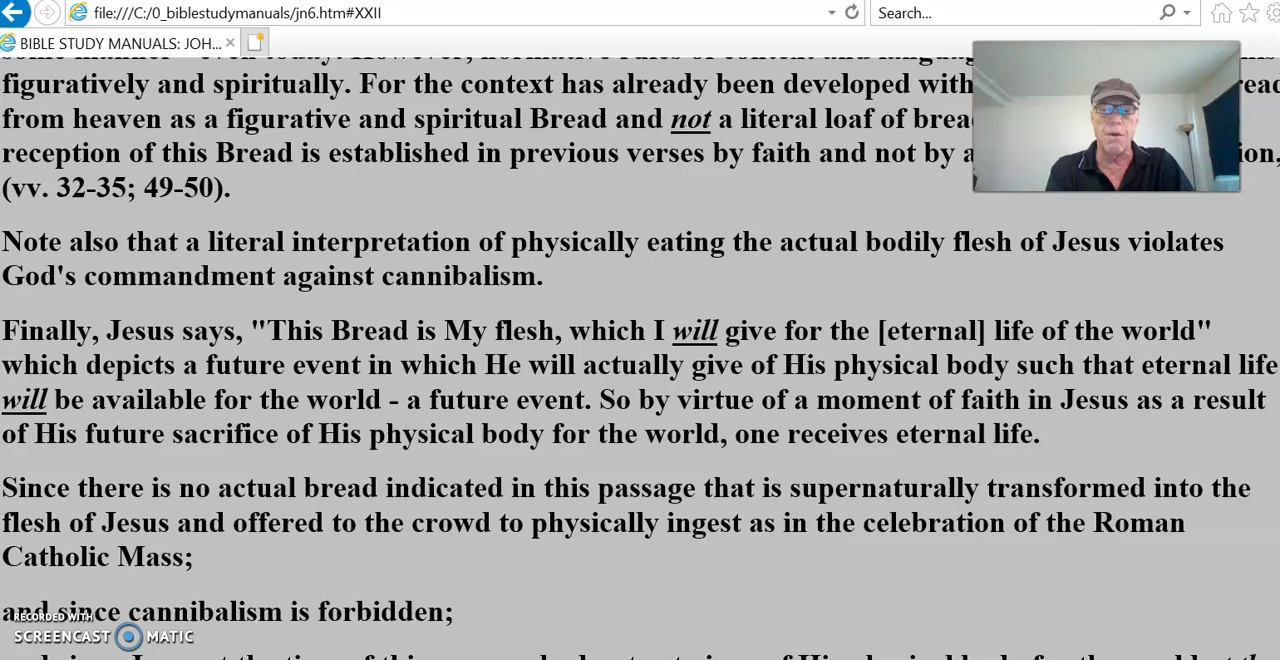 file:///C:/0_biblestudymanuals/jn6.htm#XXII
Search...
BIBLE STUDY MANUALS: JOH...
figuratively and spiritually. For the context has already been developed with
from heaven as a figurative and spiritual Bread and not a literal loaf of
reception of this Bread is established in previous verses by faith and not by
(vv. 32-35; 49-50).
Note also that a literal interpretation of physically eating the actual bodily flesh of Jesus violates
God's commandment against cannibalism.
Finally, Jesus says, "This Bread is My flesh, which I will give for the [eternal] life of the world"
which depicts a future event in which He will actually give of His physical body such that eternal life
will be available for the world - a future event. So by virtue of a moment of faith in Jesus as a result
of His future sacrifice of His physical body for the world, one receives eternal life.
Since there is no actual bread indicated in this passage that is supernaturally transformed into the
flesh of Jesus and offered to the crowd to physically ingest as in the celebration of the Roman
Catholic Mass;
and since cannibalism is forbidden;
RECORDED WITH
SCREENCAST MATIC